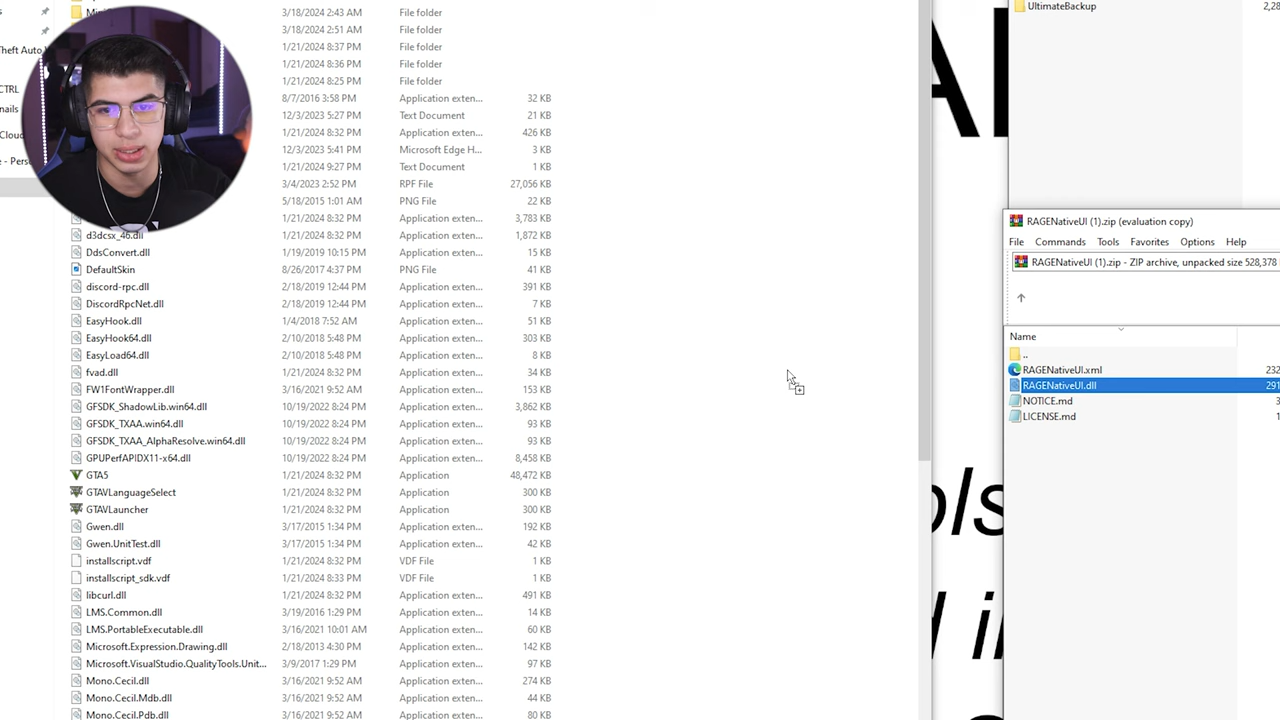 3/18/2024 2:43 AM File folder
3/18/2024 2:51 AM File folder
1/21/2024 8:37 PM File folder
1/21/2024 8:36 PM File folder
1/21/2024 8:25 PM File folder
8/7/2016 3:58 PM Application exten... 32 KB
12/3/2023 5:27 PM Text Document 21 KB
1/21/2024 8:32 PM Application exten... 426 KB
12/3/2023 5:41 PM Microsoft Edge H... 3 KB
1/21/2024 9:27 PM Text Document 1 KB
3/4/2023 2:52 PM RPF File 27,056 KB
5/18/2015 1:01 AM PNG File 22 KB
1/21/2024 8:32 PM Application exten... 3,783 KB
d3dcsx_46.dll 1/21/2024 8:32 PM Application exten... 1,872 KB
DdsConvert.dll 1/19/2019 10:15 PM Application exten... 15 KB
DefaultSkin 8/26/2017 4:37 PM PNG File 41 KB
discord-rpc.dll 2/18/2019 12:44 PM Application exten... 391 KB
DiscordRpcNet.dll 2/18/2019 12:44 PM Application exten... 7 KB
EasyHook.dll 1/4/2018 7:52 AM Application exten... 51 KB
EasyHook64.dll 2/10/2018 5:48 PM Application exten... 303 KB
EasyLoad64.dll 2/10/2018 5:48 PM Application exten... 8 KB
fvad.dll 1/21/2024 8:32 PM Application exten... 34 KB
FW1FontWrapper.dll 3/16/2021 9:52 AM Application exten... 153 KB
GFSDK_ShadowLib.win64.dll 10/19/2022 8:24 PM Application exten... 3,862 KB
GFSDK_TXAA.win64.dll 10/19/2022 8:24 PM Application exten... 93 KB
GFSDK_TXAA_AlphaResolve.win64.dll 10/19/2022 8:24 PM Application exten... 93 KB
GPUPerfAPIDX11-x64.dll 10/19/2022 8:24 PM Application exten... 8,458 KB
GTA5 1/21/2024 8:32 PM Application 48,472 KB
GTAVLanguageSelect 1/21/2024 8:32 PM Application 300 KB
GTAVLauncher 1/21/2024 8:32 PM Application 300 KB
Gwen.dll 3/17/2015 1:34 PM Application exten... 192 KB
Gwen.UnitTest.dll 3/17/2015 1:34 PM Application exten... 42 KB
installscript.vdf 1/21/2024 8:32 PM VDF File 1 KB
installscript_sdk.vdf 1/21/2024 8:33 PM VDF File 1 KB
libcurl.dll 1/21/2024 8:32 PM Application exten... 491 KB
LMS.Common.dll 3/19/2016 1:29 PM Application exten... 14 KB
LMS.PortableExecutable.dll 3/16/2021 10:01 AM Application exten... 60 KB
Microsoft.Expression.Drawing.dll 2/18/2013 4:30 PM Application exten... 142 KB
Microsoft.VisualStudio.QualityTools.Unit... 3/9/2017 1:29 PM Application exten... 97 KB
Mono.Cecil.dll 3/16/2021 9:52 AM Application exten... 274 KB
Mono.Cecil.Mdb.dll 3/16/2021 9:52 AM Application exten... 44 KB
Mono.Cecil.Pdb.dll 3/16/2021 9:52 AM Application exten... 80 KB
Theft Auto
CTRL
nails
Cloud
UltimateBackup 2,28
RAGENativeUI (1).zip (evaluation copy)
File Commands Tools Favorites Options Help
RAGENativeUI (1).zip - ZIP archive, unpacked size 528,378
Name
..
RAGENativeUI.xml 232
RAGENativeUI.dll 291
NOTICE.md 3
LICENSE.md 1